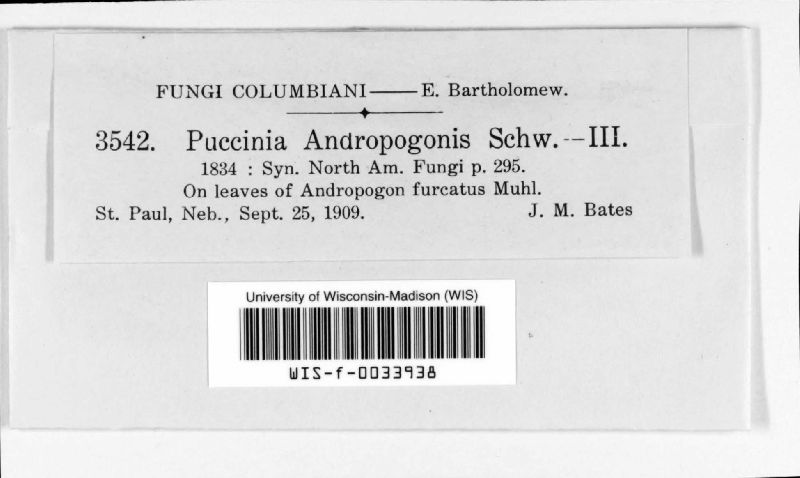 FUNGI COLUMBIANI — E. Bartholomew.
3542. Puccinia Andropogonis Schw.—III.
1834 : Syn. North Am. Fungi p. 295.
On leaves of Andropogon furcatus Muhl.
St. Paul, Neb., Sept. 25, 1909. J. M. Bates
University of Wisconsin-Madison (WIS)
WIS-f-0033938